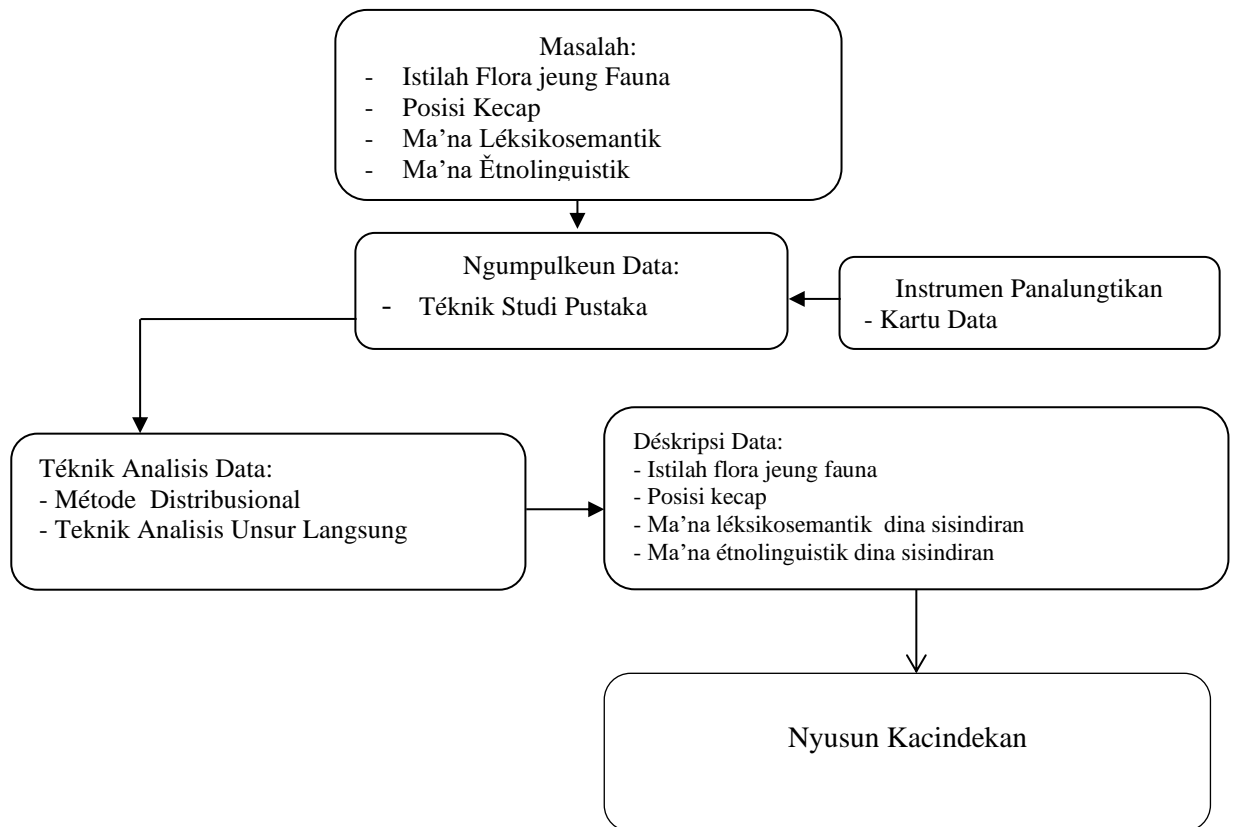 Masalah:
- Istilah Flora jeung Fauna
- Posisi Kecap
- Ma’na Léksikosemantik
- Ma’na Ětnolinguistik
Ngumpulkeun Data:
- Téknik Studi Pustaka
Instrumen Panalungtikan
- Kartu Data
Téknik Analisis Data:
- Métode Distribusional
- Teknik Analisis Unsur Langsung
Déskripsi Data:
- Istilah flora jeung fauna
- Posisi kecap
- Ma’na léksikosemantik dina sisindiran
- Ma’na étnolinguistik dina sisindiran
Nyusun Kacindekan